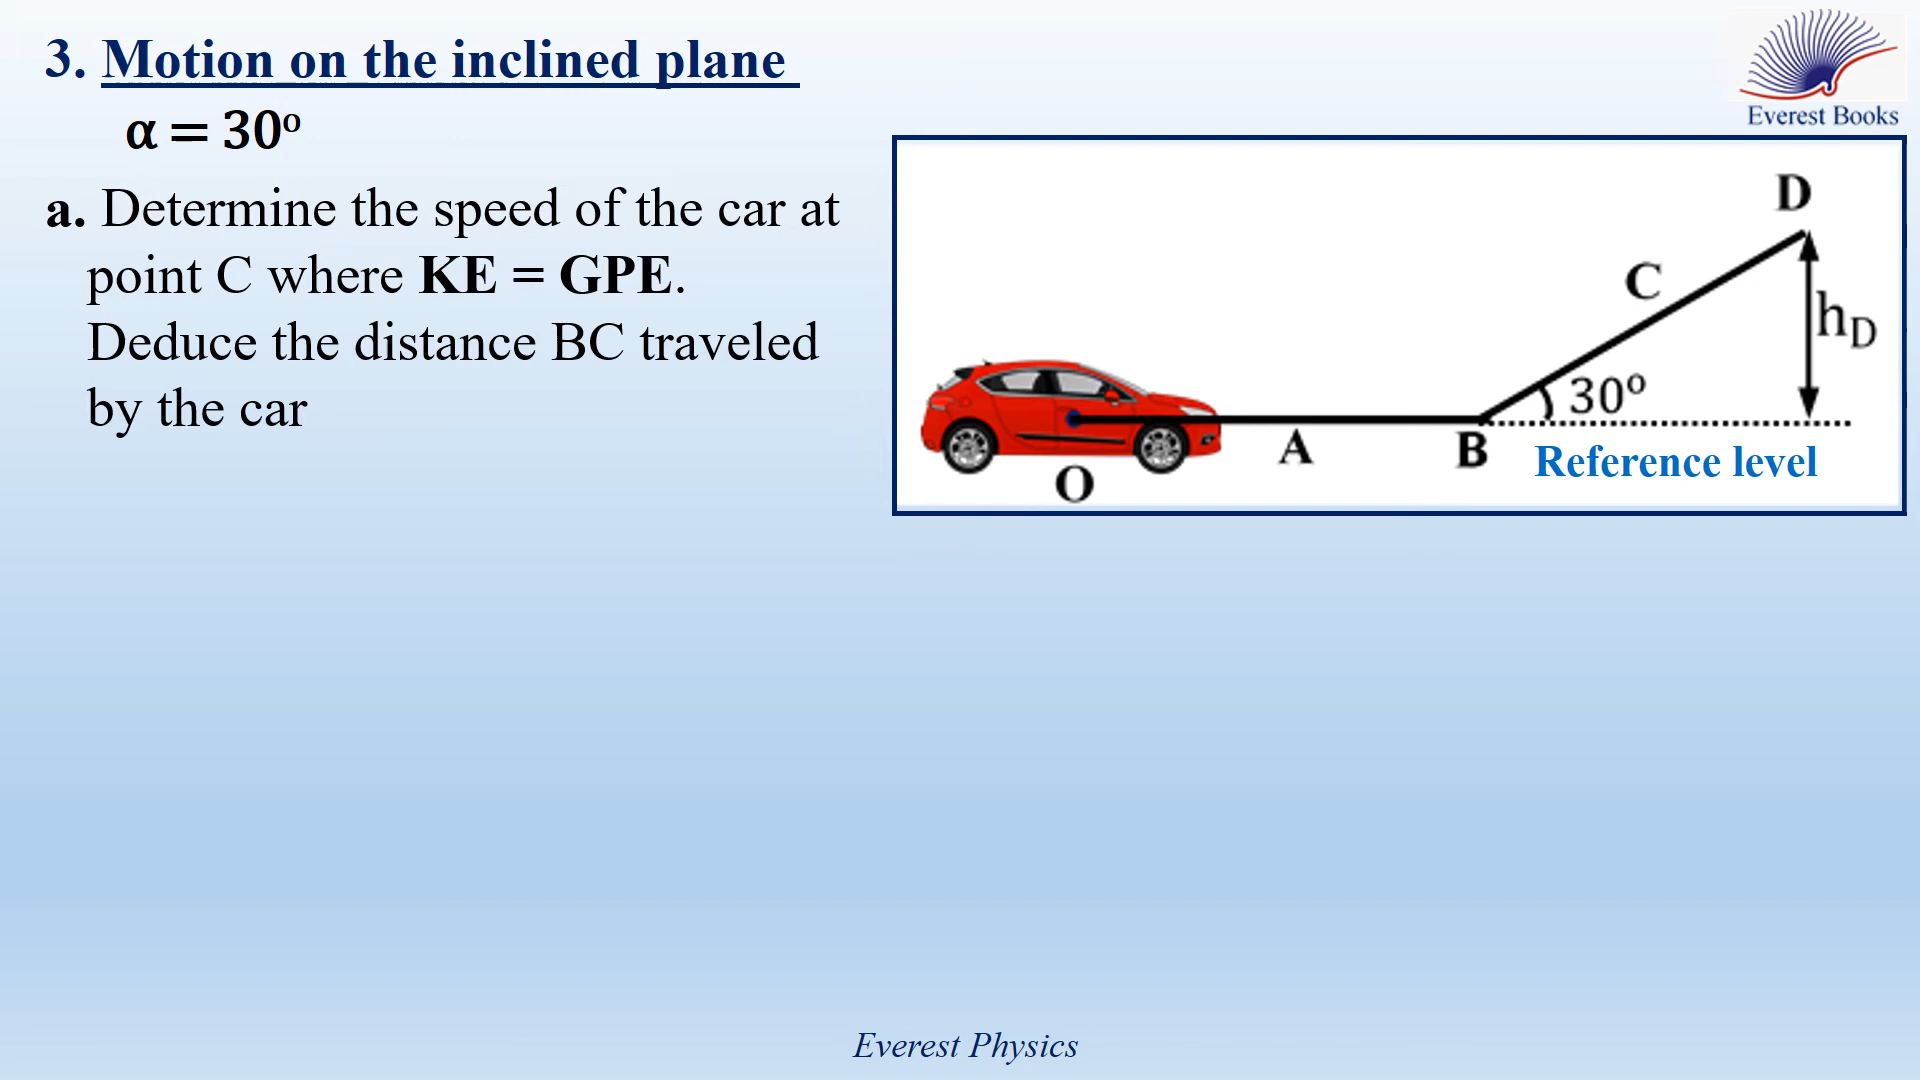 3. Motion on the inclined plane
α = 30º
a. Determine the speed of the car at
point C where KE = GPE.
Deduce the distance BC traveled
by the car
Everest Books
D
C
hD
30º
A
B
Reference level
O
Everest Physics